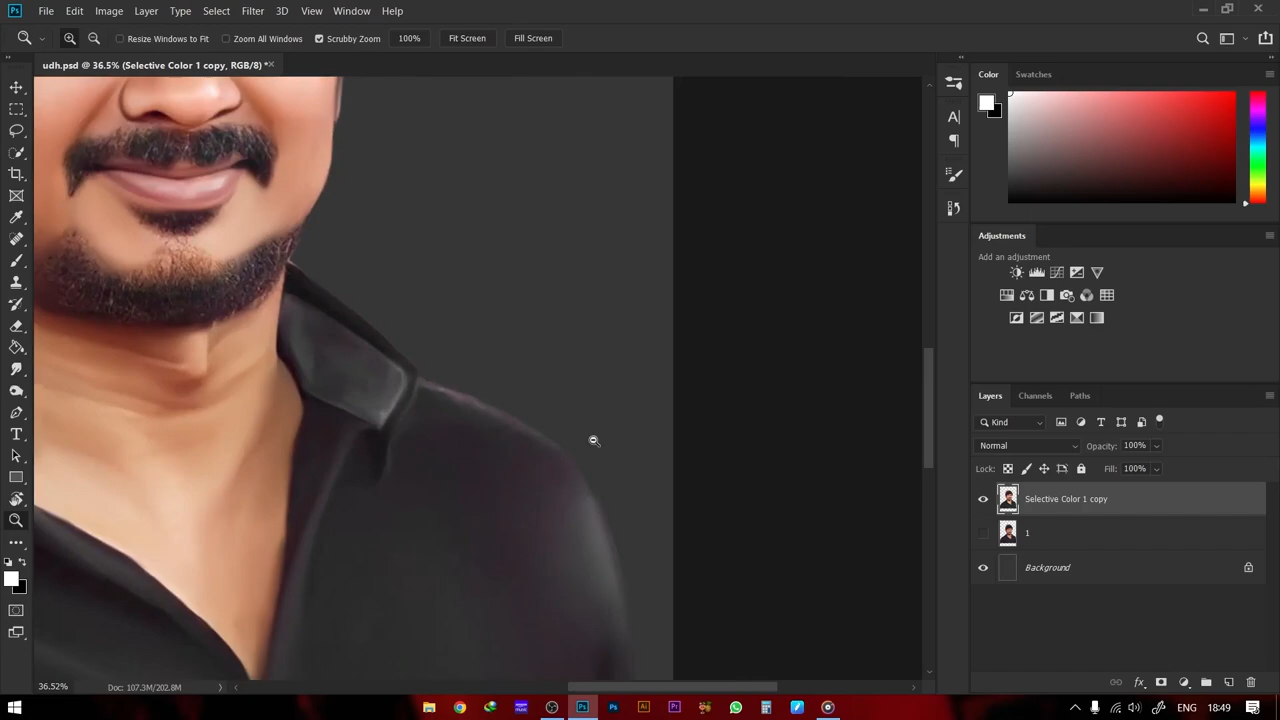 Ps File Edit Image Layer Type Select Filter 3D View Window Help
Resize Windows to Fit Zoom All Windows Scrubby Zoom 100% Fit Screen Fill Screen
udh.psd @ 36.5% (Selective Color 1 copy, RGB/8) *
Color Swatches
Adjustments
Add an adjustment
Layers Channels Paths
Kind
Normal Opacity: 100%
Lock: Fill: 100%
Selective Color 1 copy
1
Background
36.52% Doc: 107.3M/202.8M
ENG 18:49